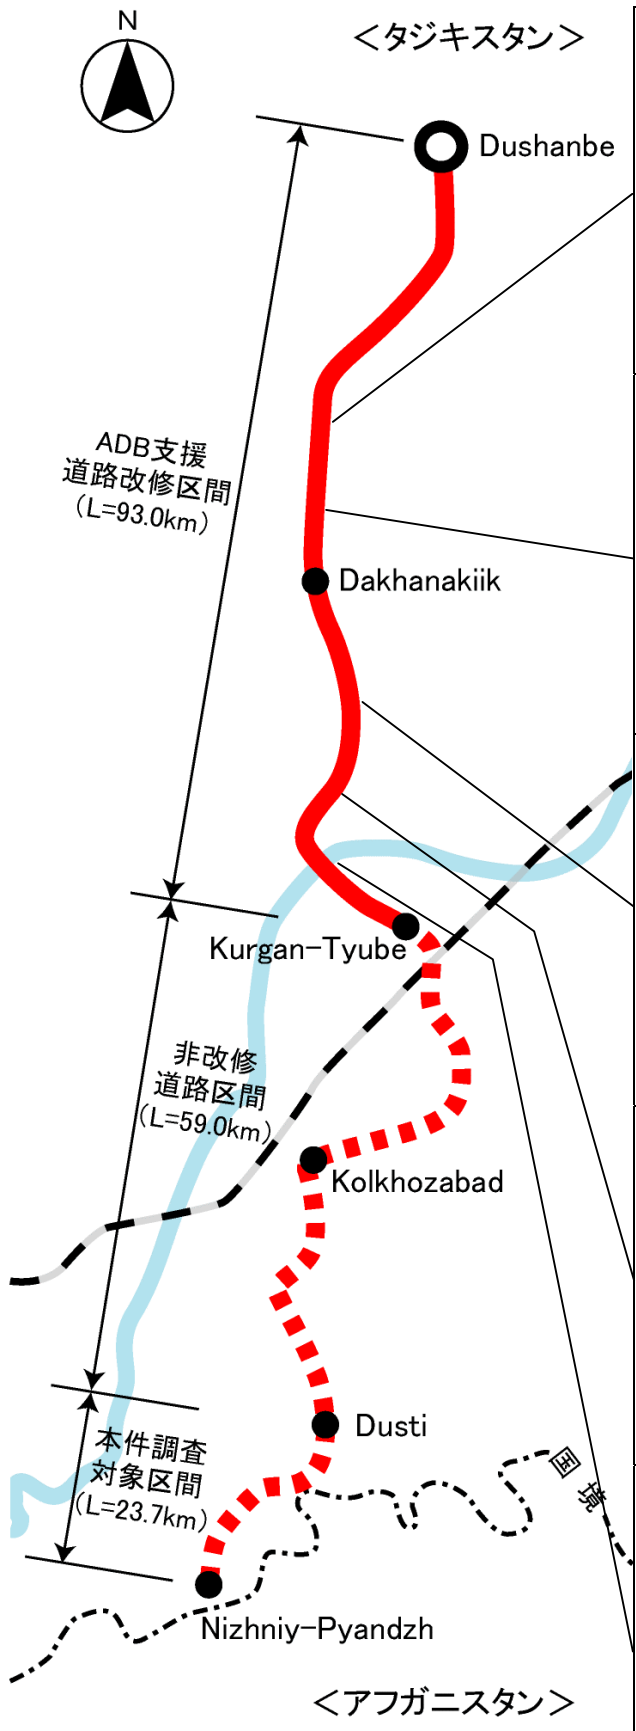 N
＜タジキスタン＞
Dushanbe
ADB支援
道路改修区間
(L=93.0km)
Dakhanakiik
Kurgan-Tyube
非改修
道路区間
(L=59.0km)
Kolkhozabad
Dusti
本件調査
対象区間
(L=23.7km)
国境
Nizhniy-Pyandzh
＜アフガニスタン＞